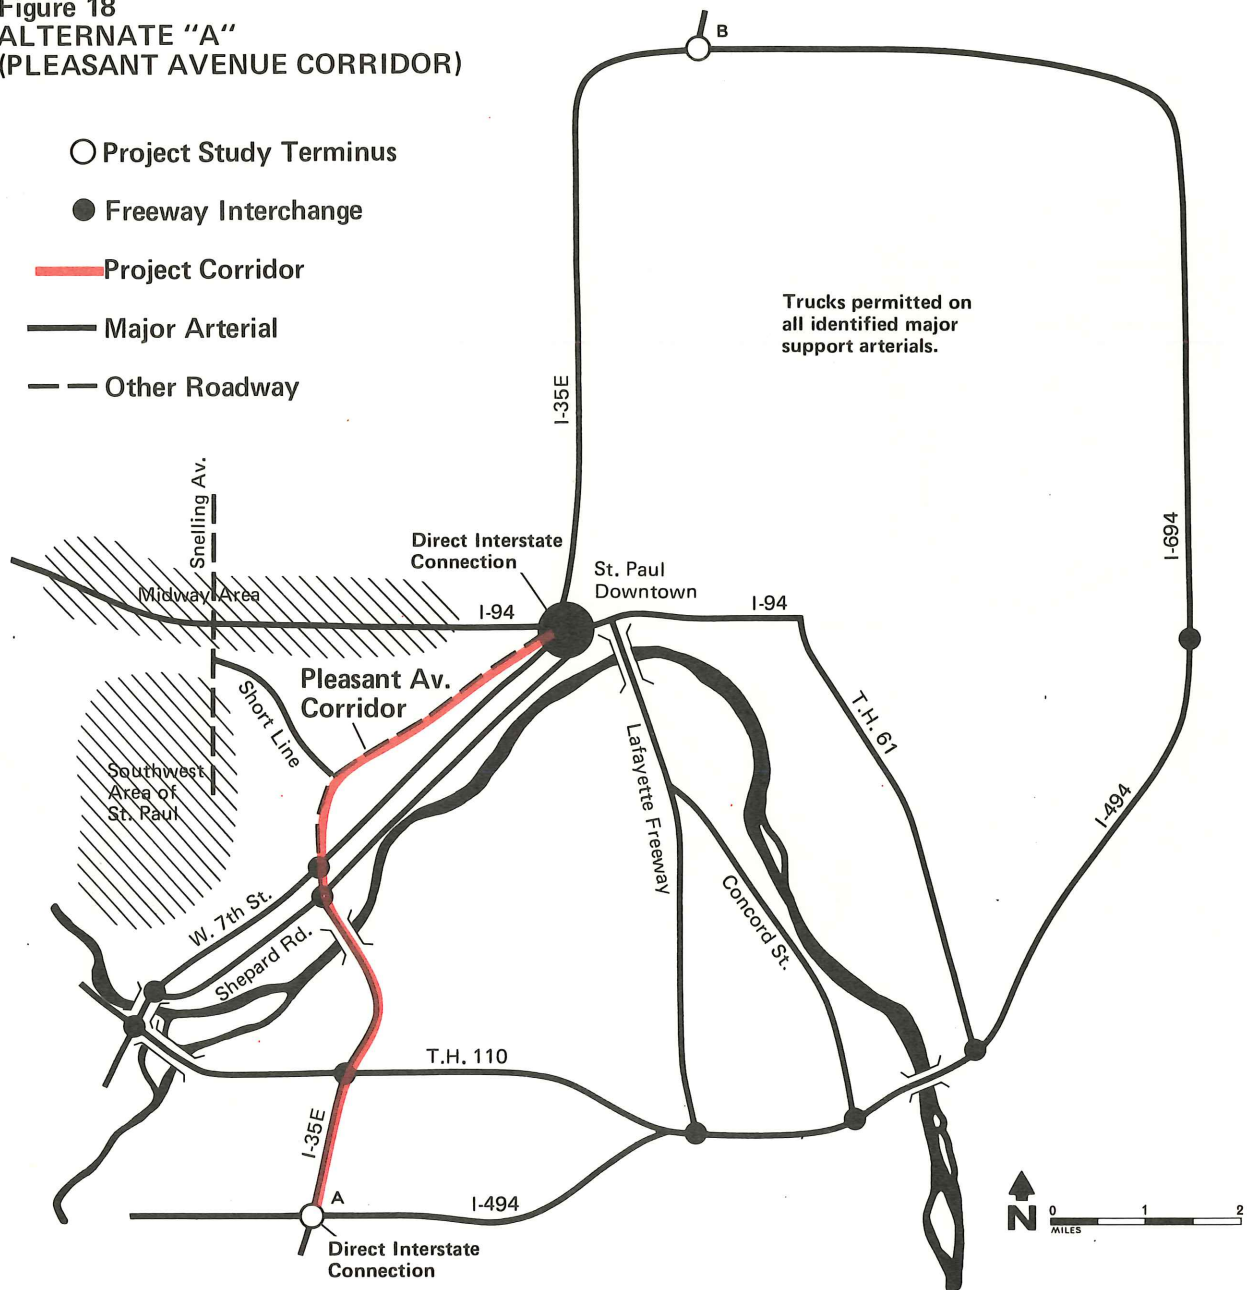 Figure 18
ALTERNATE “A”
(PLEASANT AVENUE CORRIDOR)
Project Study Terminus
Freeway Interchange
Project Corridor
Major Arterial
Other Roadway
B
Trucks permitted on
all identified major
support arterials.
I-35E
I-694
Snelling Av.
Direct Interstate
Connection
St. Paul
Downtown
Midway Area
I-94
I-94
Pleasant Av.
Corridor
Short Line
T.H. 61
Lafayette Freeway
Southwest
Area of
St. Paul
I-494
Concord St.
W. 7th St.
Shepard Rd.
T.H. 110
I-35E
A
I-494
Direct Interstate
Connection
N
0 1 2
MILES